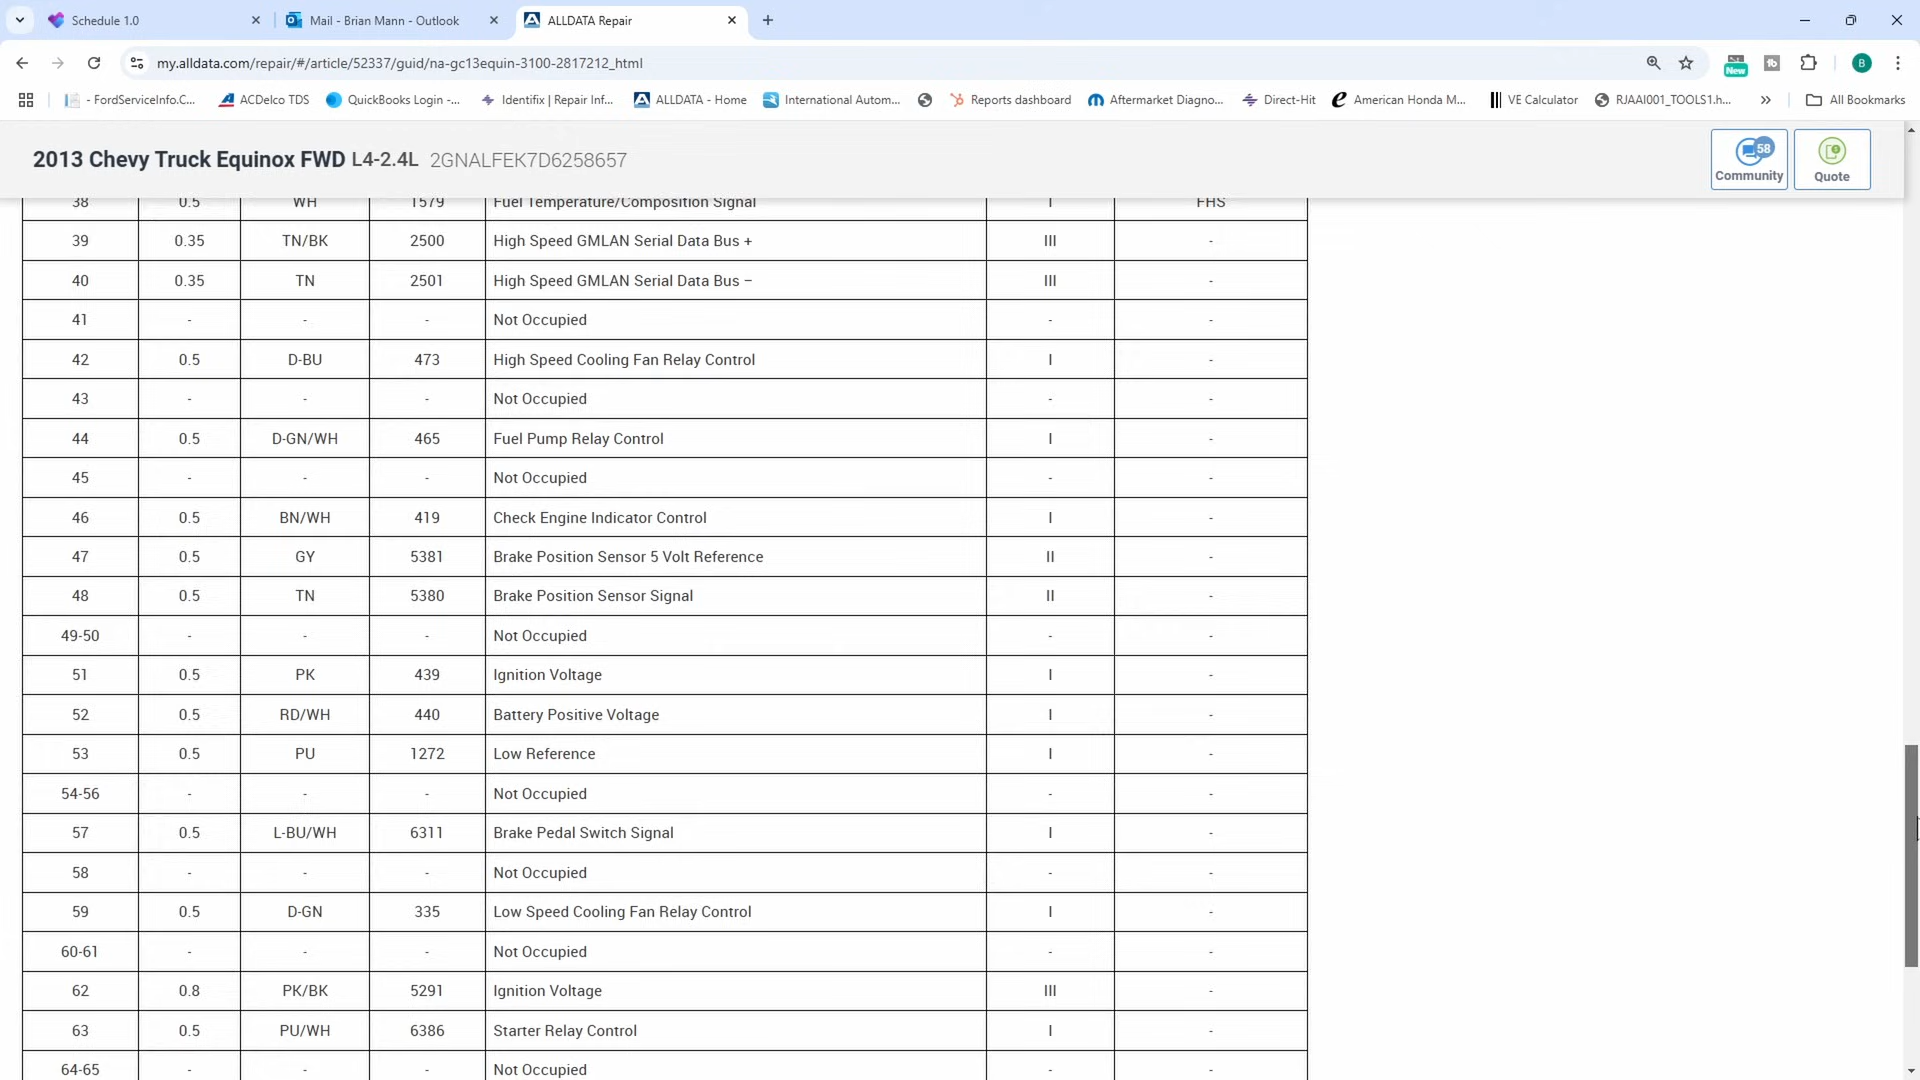 Schedule 1.0
Mail - Brian Mann - Outlook
ALLDATA Repair
my.alldata.com/repair/#/article/52337/guid/na-gc13equin-3100-2817212_html
New
B
- FordServiceInfo.C...
ACDelco TDS
QuickBooks Login -...
Identifix | Repair Inf...
ALLDATA - Home
International Autom...
Reports dashboard
Aftermarket Diagno...
Direct-Hit
American Honda M...
VE Calculator
RJAAI001_TOOLS1.h...
All Bookmarks
2013 Chevy Truck Equinox FWD L4-2.4L 2GNALFEK7D6258657
58
Community
Quote
38 0.5 WH 1579 Fuel Temperature/Composition Signal I FHS
39 0.35 TN/BK 2500 High Speed GMLAN Serial Data Bus + III -
40 0.35 TN 2501 High Speed GMLAN Serial Data Bus − III -
41 - - - Not Occupied - -
42 0.5 D-BU 473 High Speed Cooling Fan Relay Control I -
43 - - - Not Occupied - -
44 0.5 D-GN/WH 465 Fuel Pump Relay Control I -
45 - - - Not Occupied - -
46 0.5 BN/WH 419 Check Engine Indicator Control I -
47 0.5 GY 5381 Brake Position Sensor 5 Volt Reference II -
48 0.5 TN 5380 Brake Position Sensor Signal II -
49-50 - - - Not Occupied - -
51 0.5 PK 439 Ignition Voltage I -
52 0.5 RD/WH 440 Battery Positive Voltage I -
53 0.5 PU 1272 Low Reference I -
54-56 - - - Not Occupied - -
57 0.5 L-BU/WH 6311 Brake Pedal Switch Signal I -
58 - - - Not Occupied - -
59 0.5 D-GN 335 Low Speed Cooling Fan Relay Control I -
60-61 - - - Not Occupied - -
62 0.8 PK/BK 5291 Ignition Voltage III -
63 0.5 PU/WH 6386 Starter Relay Control I -
64-65 - - - Not Occupied - -